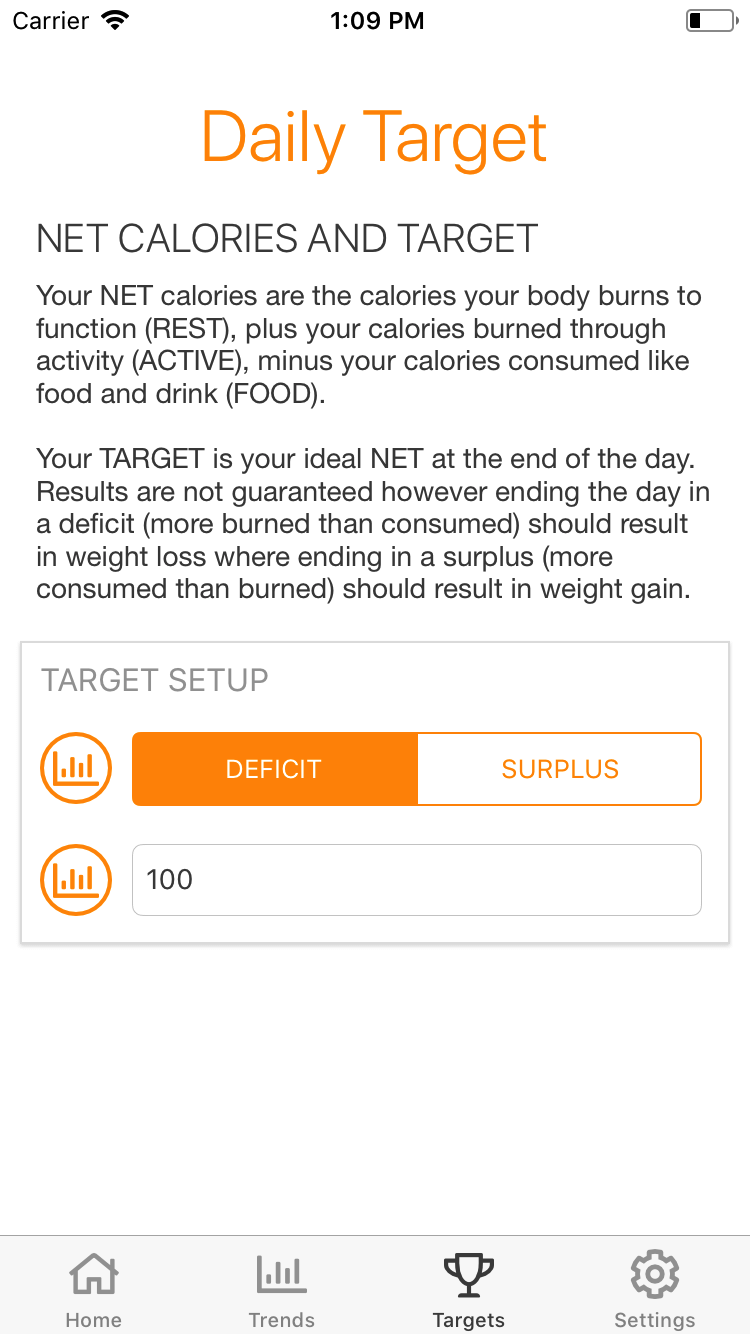 Carrier 1:09 PM
Daily Target
NET CALORIES AND TARGET
Your NET calories are the calories your body burns to
function (REST), plus your calories burned through
activity (ACTIVE), minus your calories consumed like
food and drink (FOOD).
Your TARGET is your ideal NET at the end of the day.
Results are not guaranteed however ending the day in
a deficit (more burned than consumed) should result
in weight loss where ending in a surplus (more
consumed than burned) should result in weight gain.
TARGET SETUP
DEFICIT SURPLUS
100
Home Trends Targets Settings